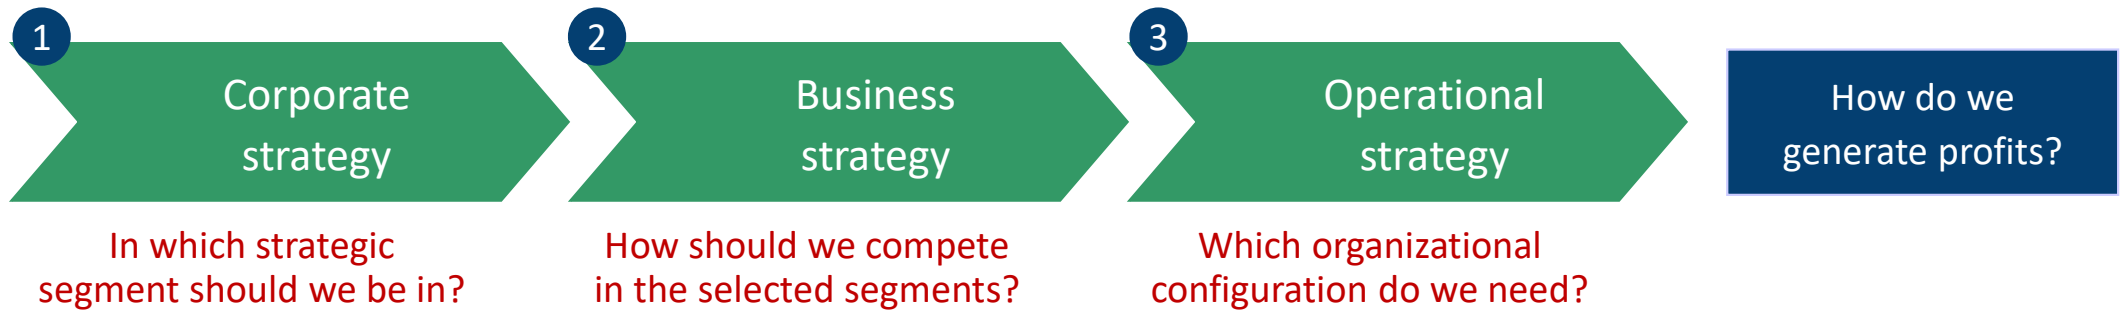 1
Corporate
strategy
In which strategic
segment should we be in?
2
Business
strategy
How should we compete
in the selected segments?
3
Operational
strategy
Which organizational
configuration do we need?
How do we
generate profits?